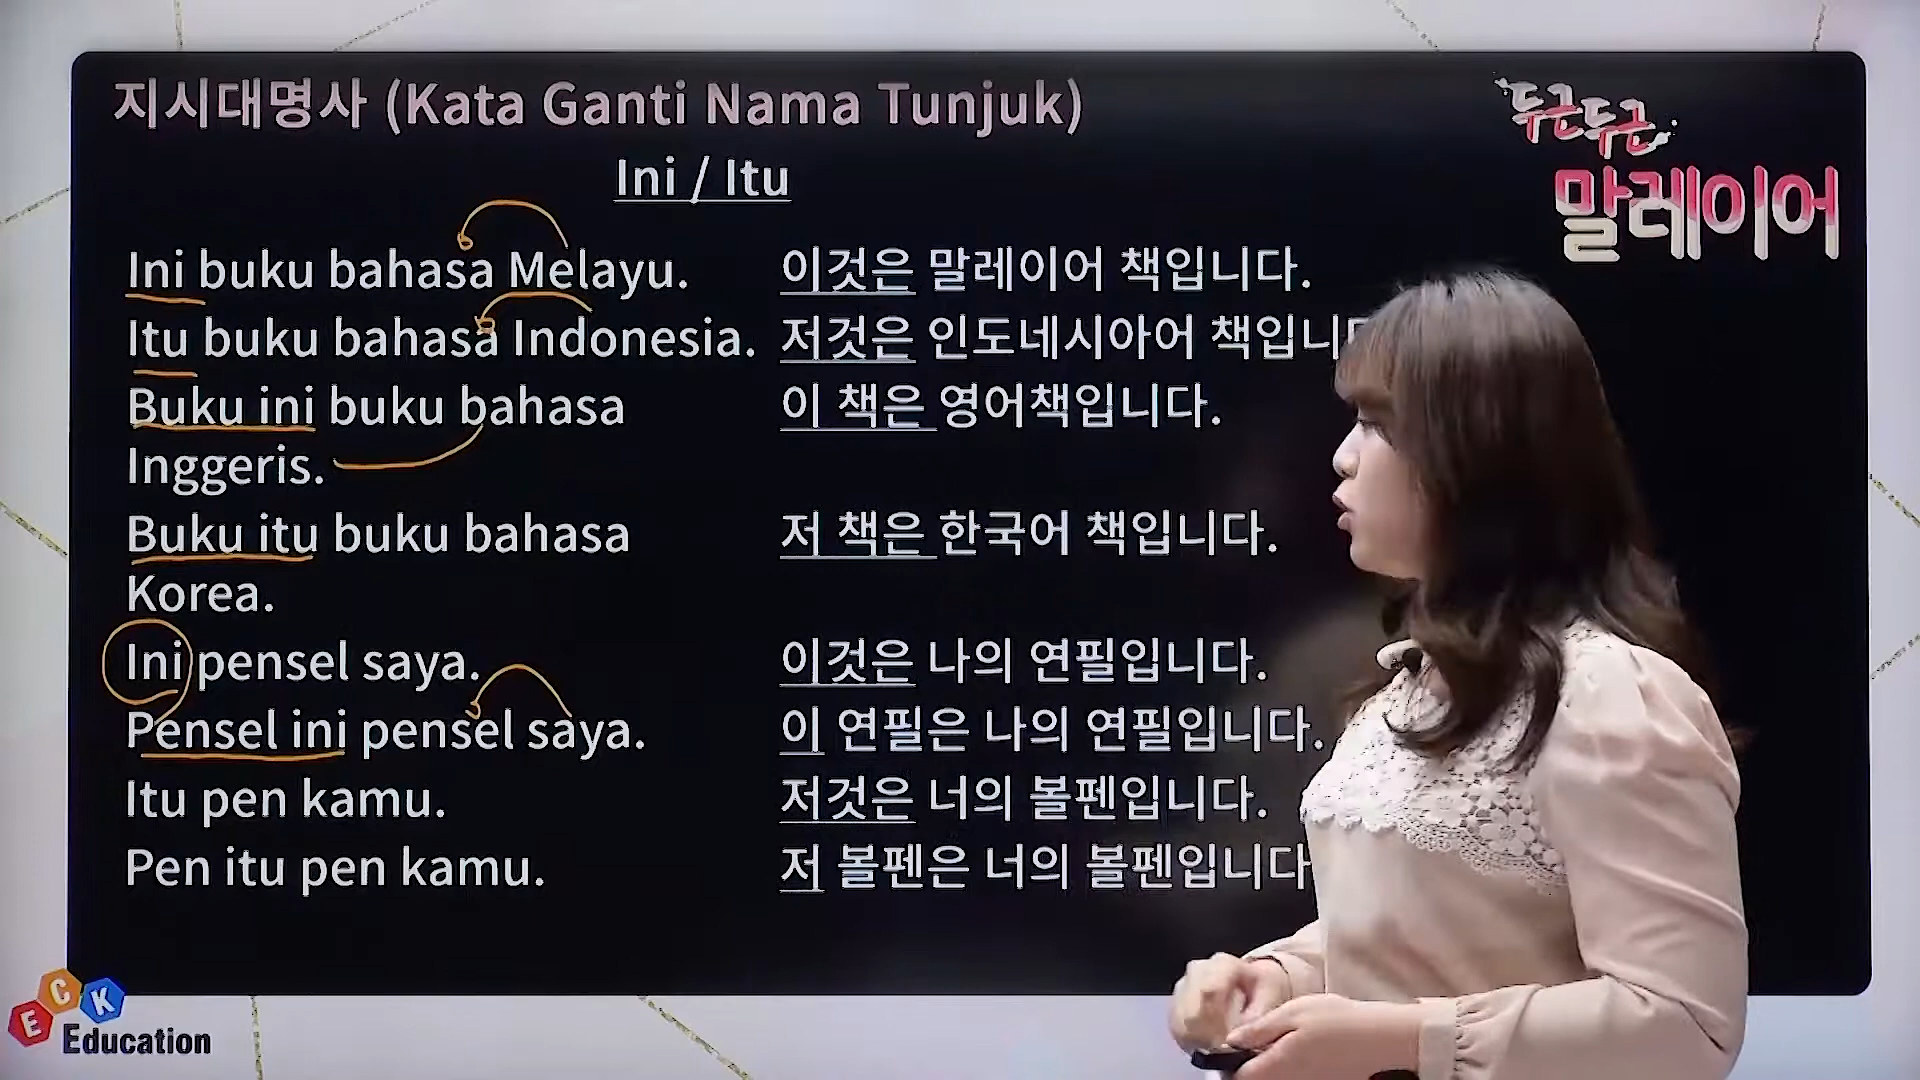 지시대명사 (Kata Ganti Nama Tunjuk)
Ini / Itu
두근두근
말레이어
Ini buku bahasa Melayu. 이것은 말레이어 책입니다.
Itu buku bahasa Indonesia. 저것은 인도네시아어 책입니
Buku ini buku bahasa 이 책은 영어책입니다.
Inggeris.
Buku itu buku bahasa 저 책은 한국어 책입니다.
Korea.
Ini pensel saya. 이것은 나의 연필입니다.
Pensel ini pensel saya. 이 연필은 나의 연필입니다.
Itu pen kamu. 저것은 너의 볼펜입니다.
Pen itu pen kamu. 저 볼펜은 너의 볼펜입니다
ECK
Education